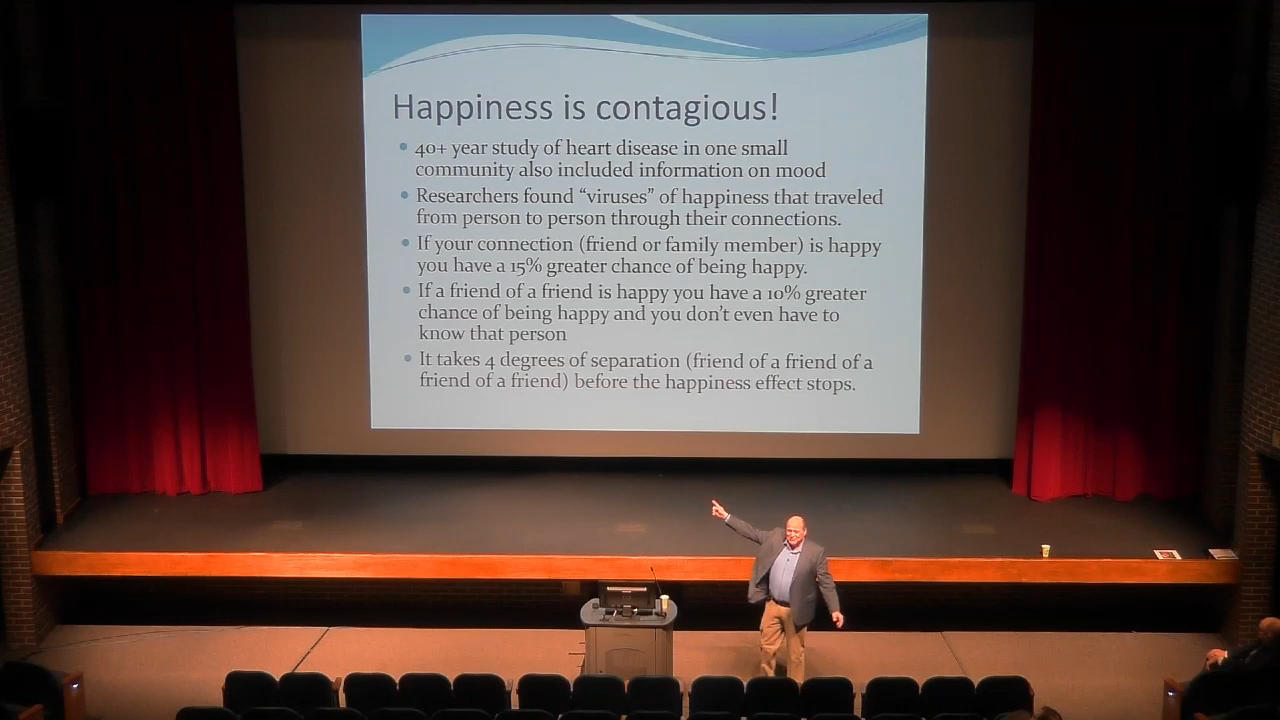 Happiness is contagious!
40+ year study of heart disease in one small
community also included information on mood
Researchers found “viruses” of happiness that traveled
from person to person through their connections.
If your connection (friend or family member) is happy
you have a 15% greater chance of being happy.
If a friend of a friend is happy you have a 10% greater
chance of being happy and you don’t even have to
know that person
It takes 4 degrees of separation (friend of a friend of a
friend of a friend) before the happiness effect stops.